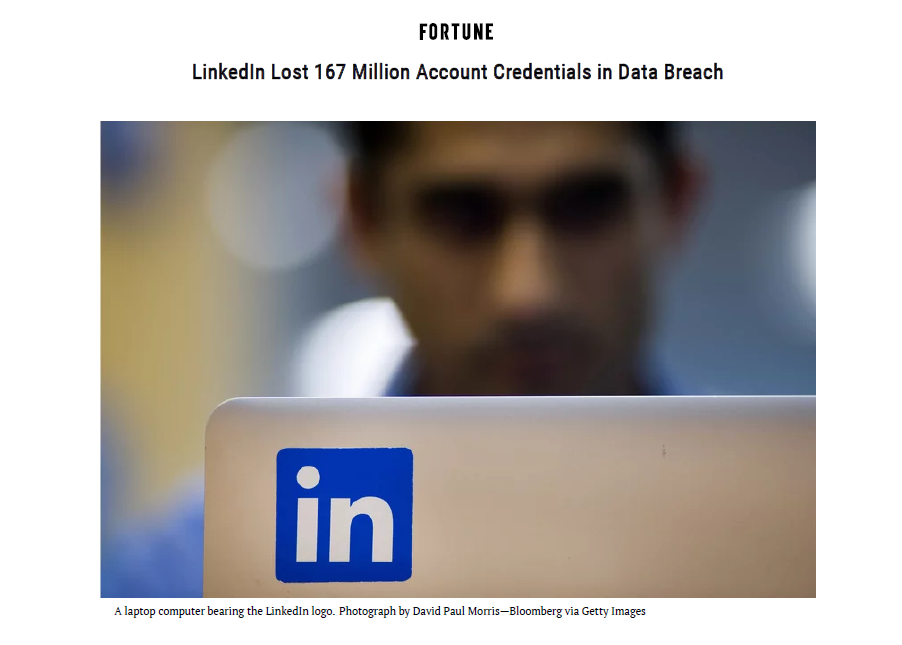 FORTUNE
LinkedIn Lost 167 Million Account Credentials in Data Breach
in
A laptop computer bearing the LinkedIn logo. Photograph by David Paul Morris—Bloomberg via Getty Images